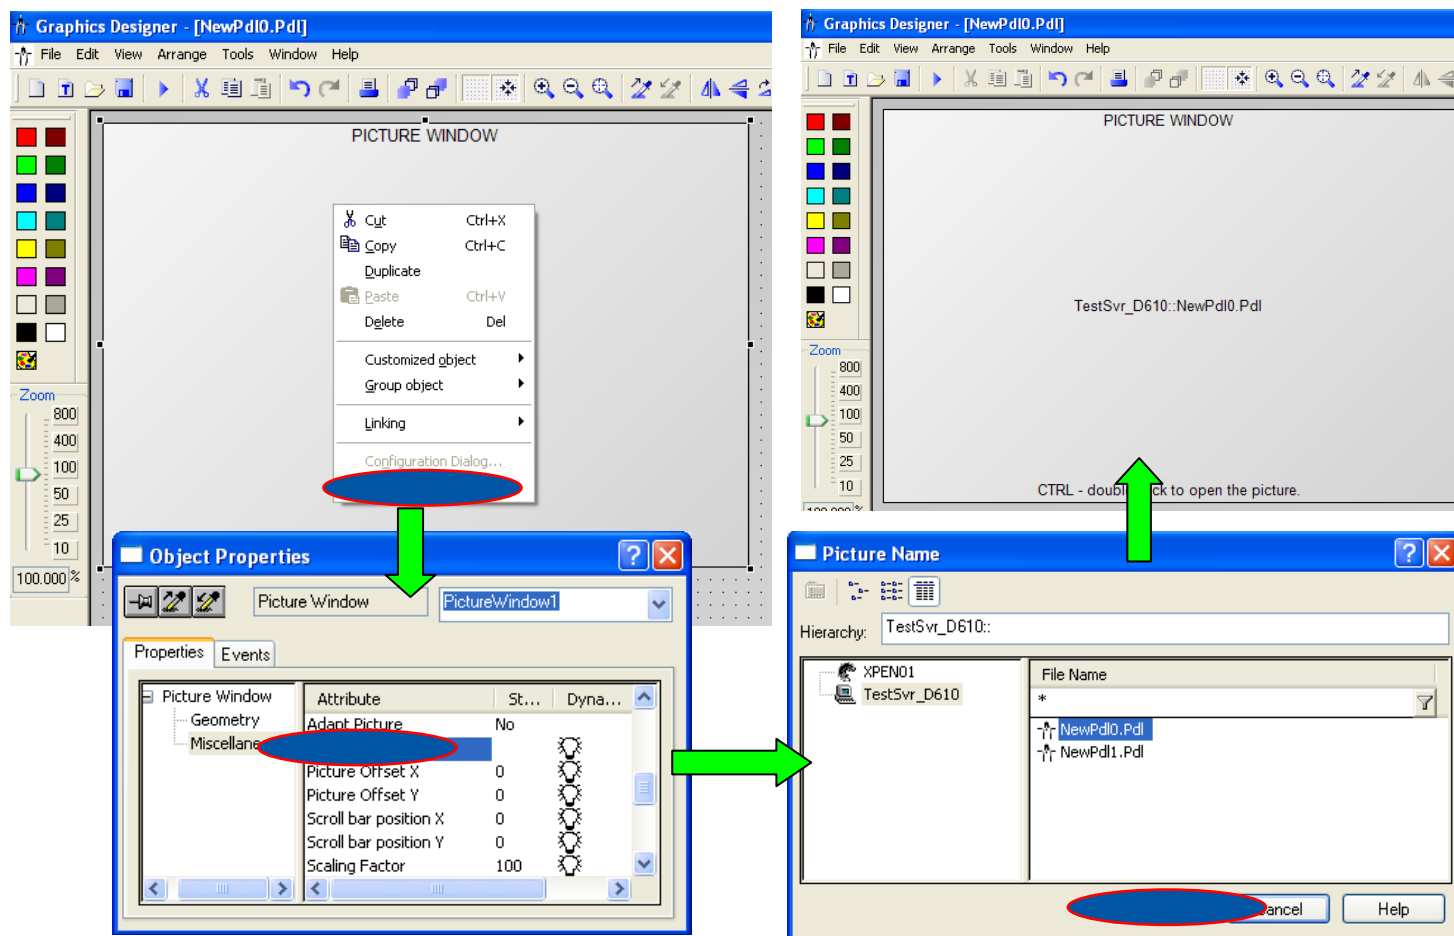 Graphics Designer - [NewPdl0.Pdl]
File Edit View Arrange Tools Window Help
PICTURE WINDOW
Cut Ctrl+X
Copy Ctrl+C
Duplicate
Paste Ctrl+V
Delete Del
Customized object
Group object
Linking
Configuration Dialog...
Zoom
800
400
100
50
25
10
100.000 %
Object Properties
Picture Window PictureWindow1
Properties Events
Picture Window
Geometry
Attribute St... Dyna...
Adapt Picture No
Picture Offset X 0
Picture Offset Y 0
Scroll bar position X 0
Scroll bar position Y 0
Scaling Factor 100
Graphics Designer - [NewPdl0.Pdl]
File Edit View Arrange Tools Window Help
PICTURE WINDOW
TestSvr_D610::NewPdl0.Pdl
CTRL - to open the picture.
Zoom
800
400
100
50
25
10
Picture Name
Hierarchy: TestSvr_D610::
XPEN01
TestSvr_D610
File Name
*
NewPdl0.Pdl
NewPdl1.Pdl
Help